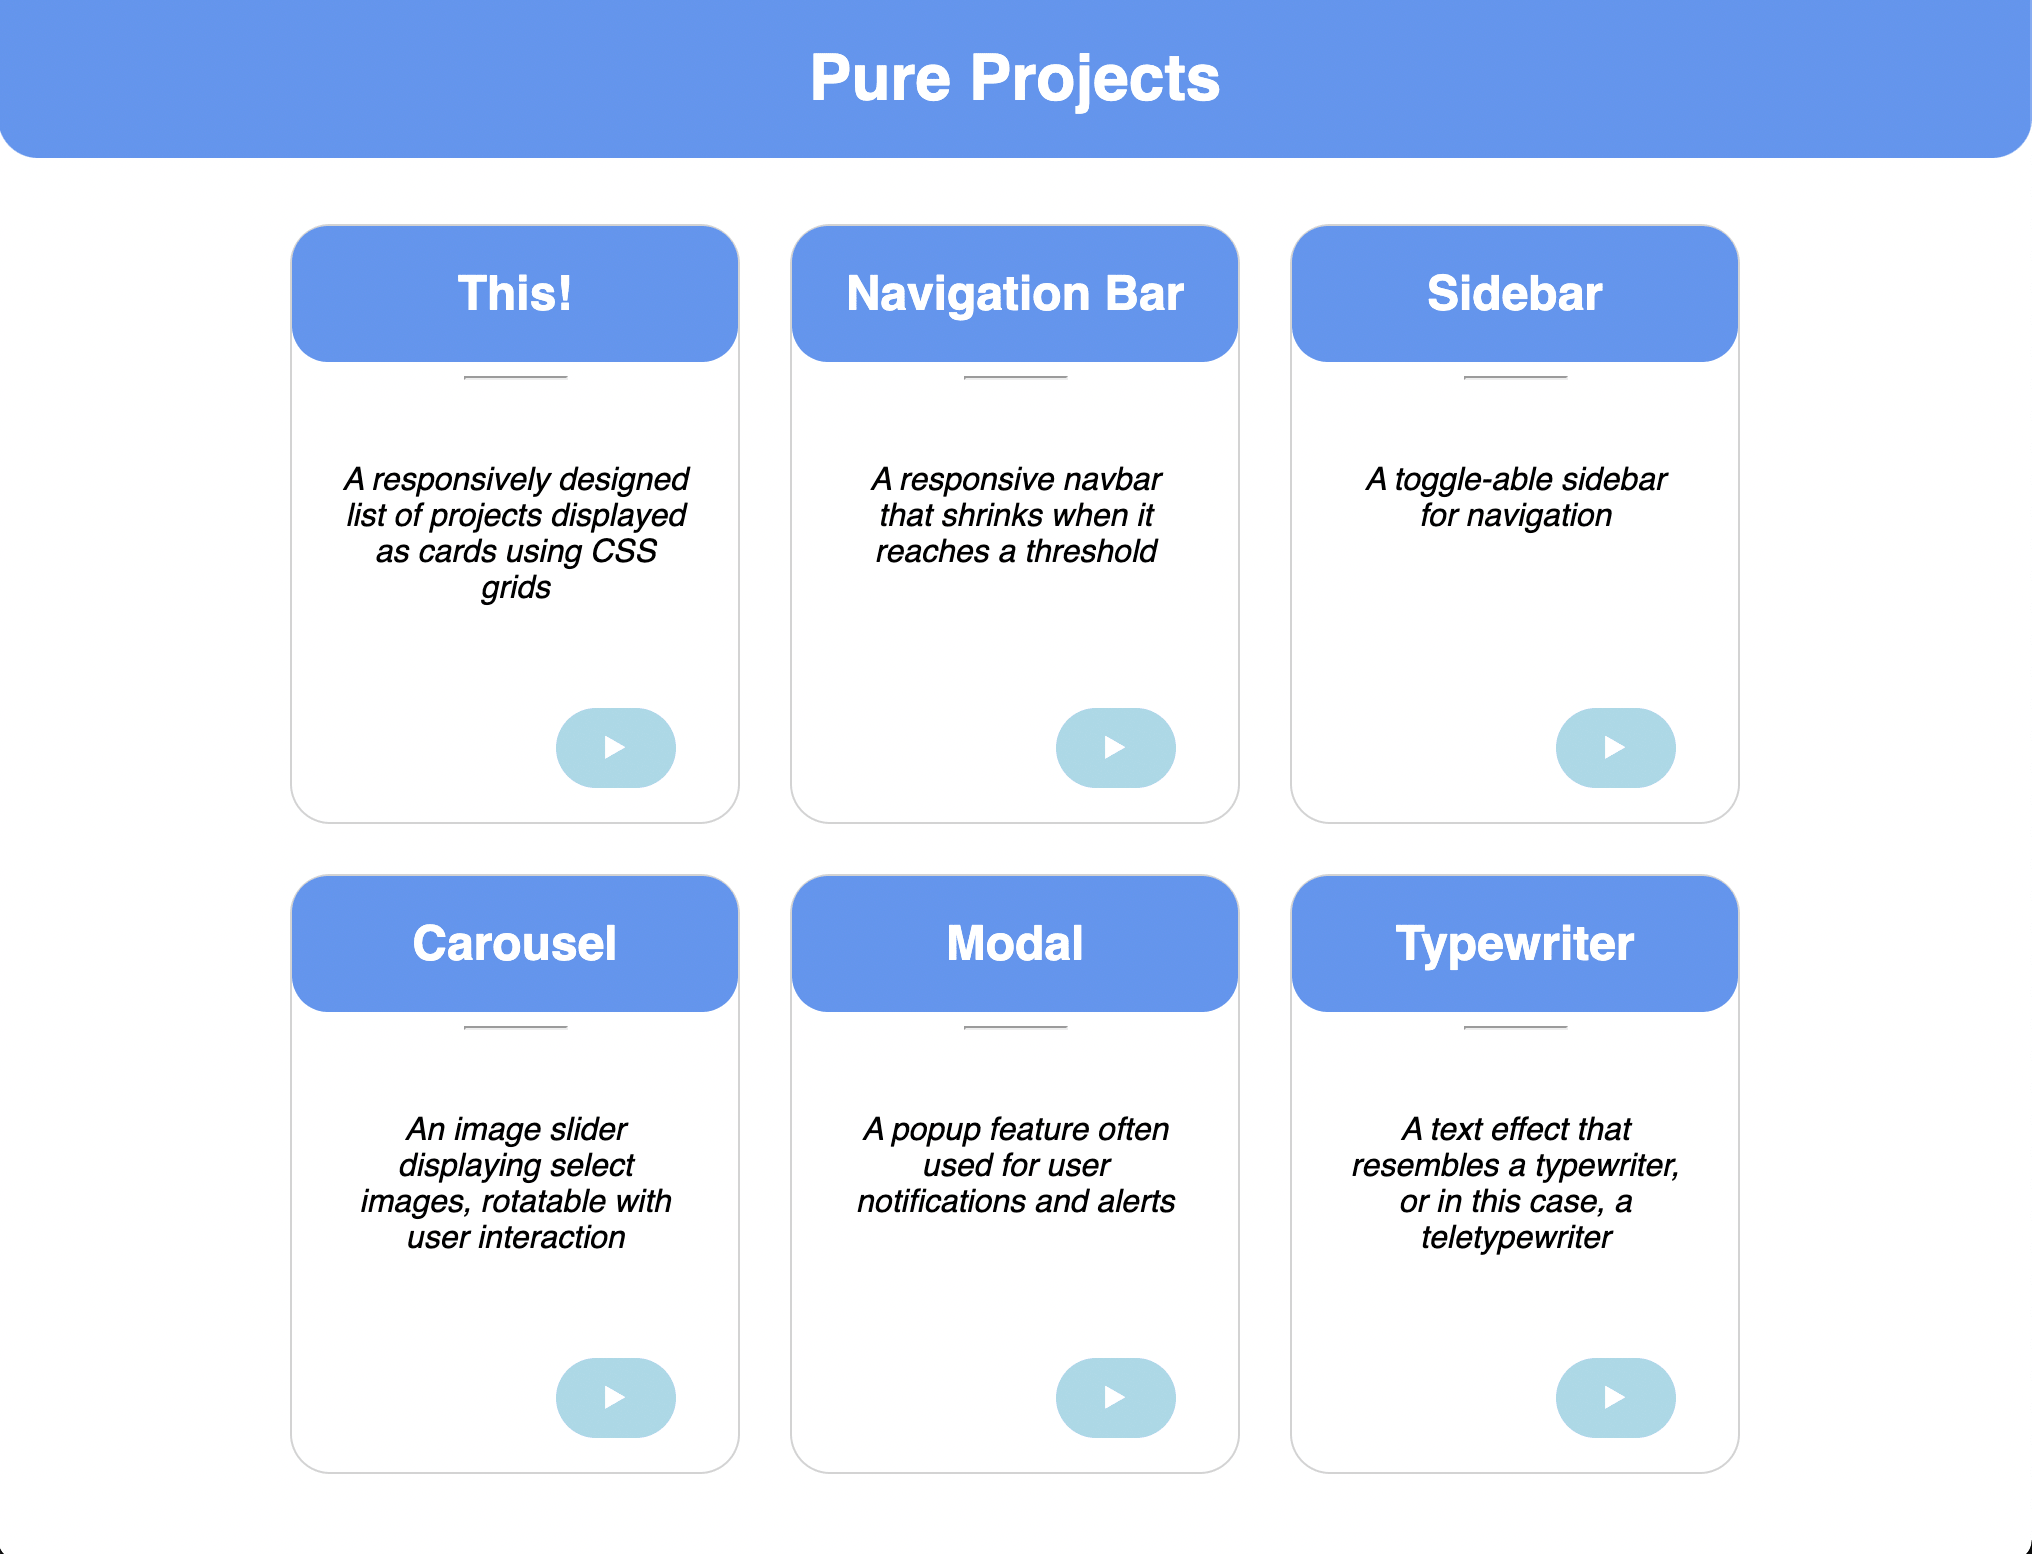 Pure Projects
This!
A responsively designed
list of projects displayed
as cards using CSS
grids
Navigation Bar
A responsive navbar
that shrinks when it
reaches a threshold
Sidebar
A toggle-able sidebar
for navigation
Carousel
An image slider
displaying select
images, rotatable with
user interaction
Modal
A popup feature often
used for user
notifications and alerts
Typewriter
A text effect that
resembles a typewriter,
or in this case, a
teletypewriter